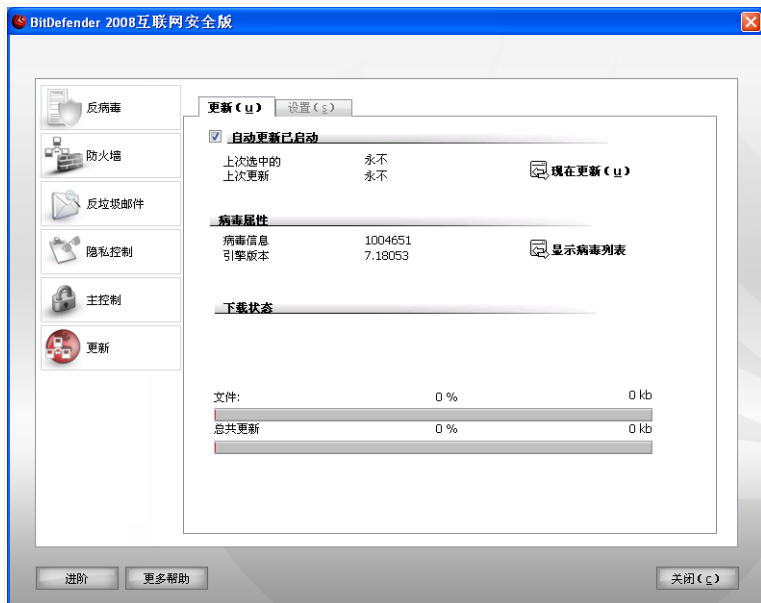 BitDefender 2008互联网安全版
反病毒
防火墙
反垃圾邮件
隐私控制
主控制
更新
更新(u)
设置(s)
自动更新已启动
上次选中的 永不
上次更新 永不
现在更新(u)
病毒属性
病毒信息 1004651
引擎版本 7.18053
显示病毒列表
下载状态
文件: 0 % 0 kb
总共更新 0 % 0 kb
进阶
更多帮助
关闭(c)